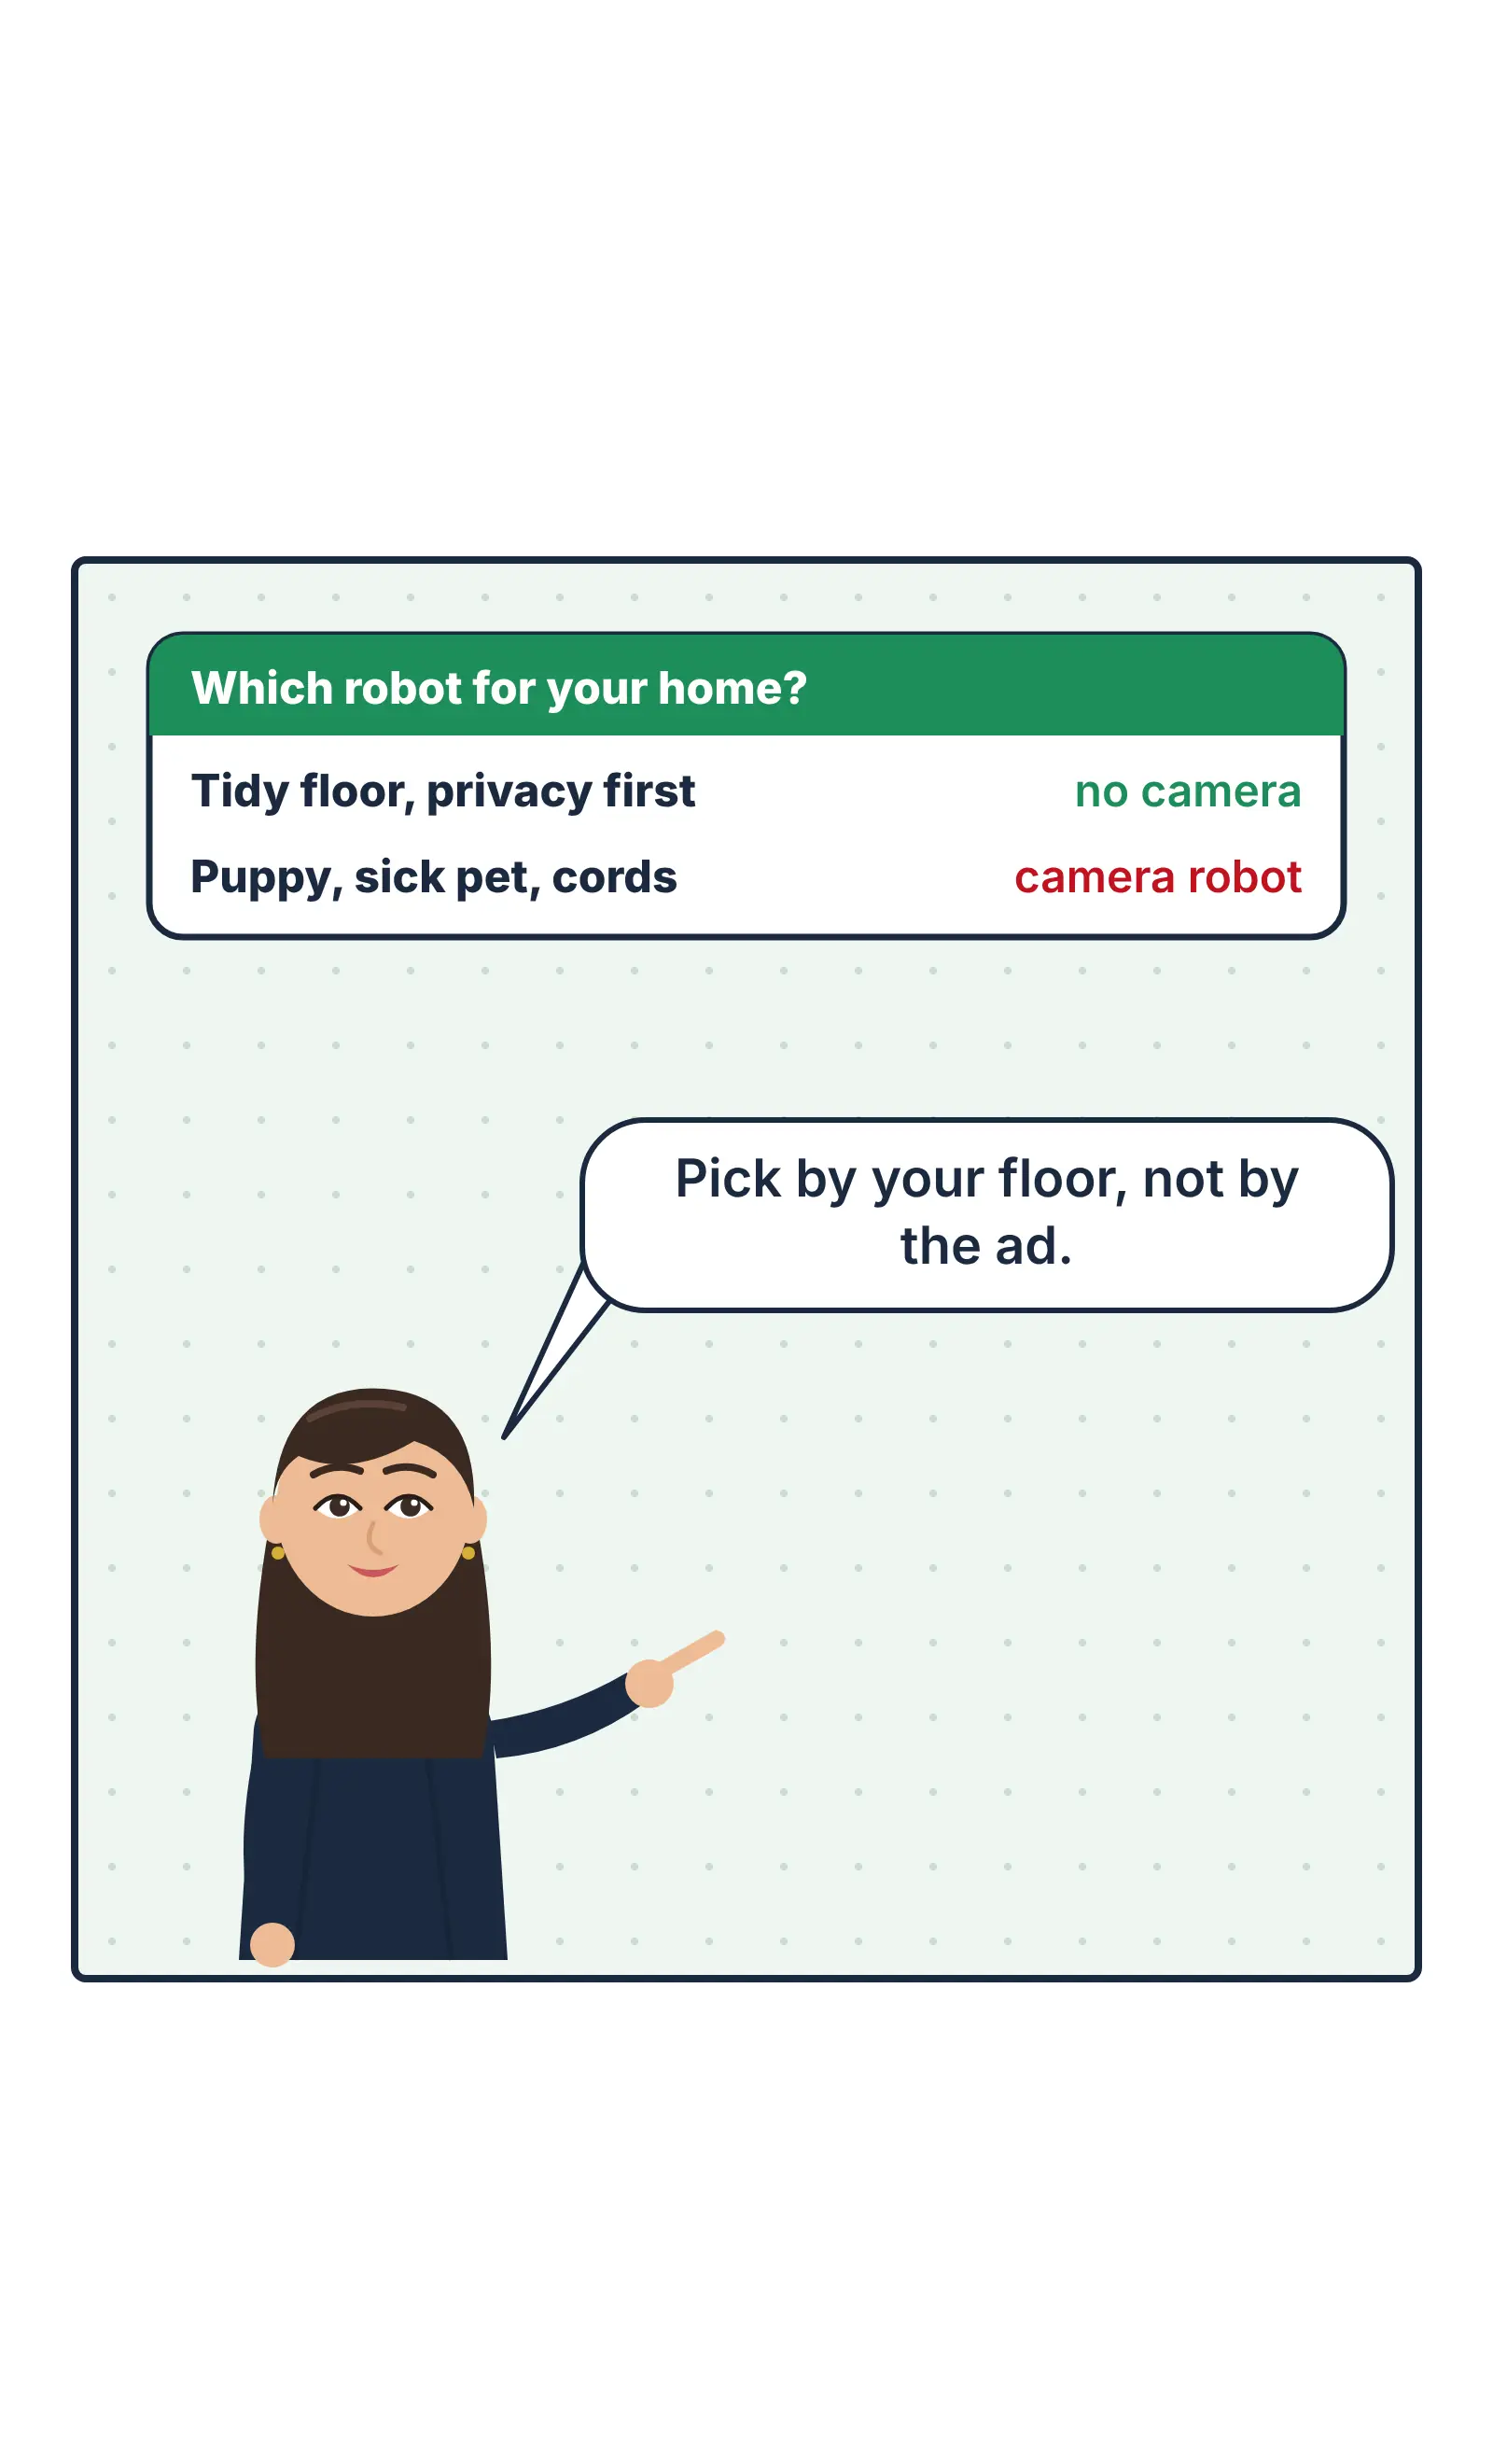 Which robot for your home?
Tidy floor, privacy first no camera
Puppy, sick pet, cords camera robot
Pick by your floor, not by
the ad.